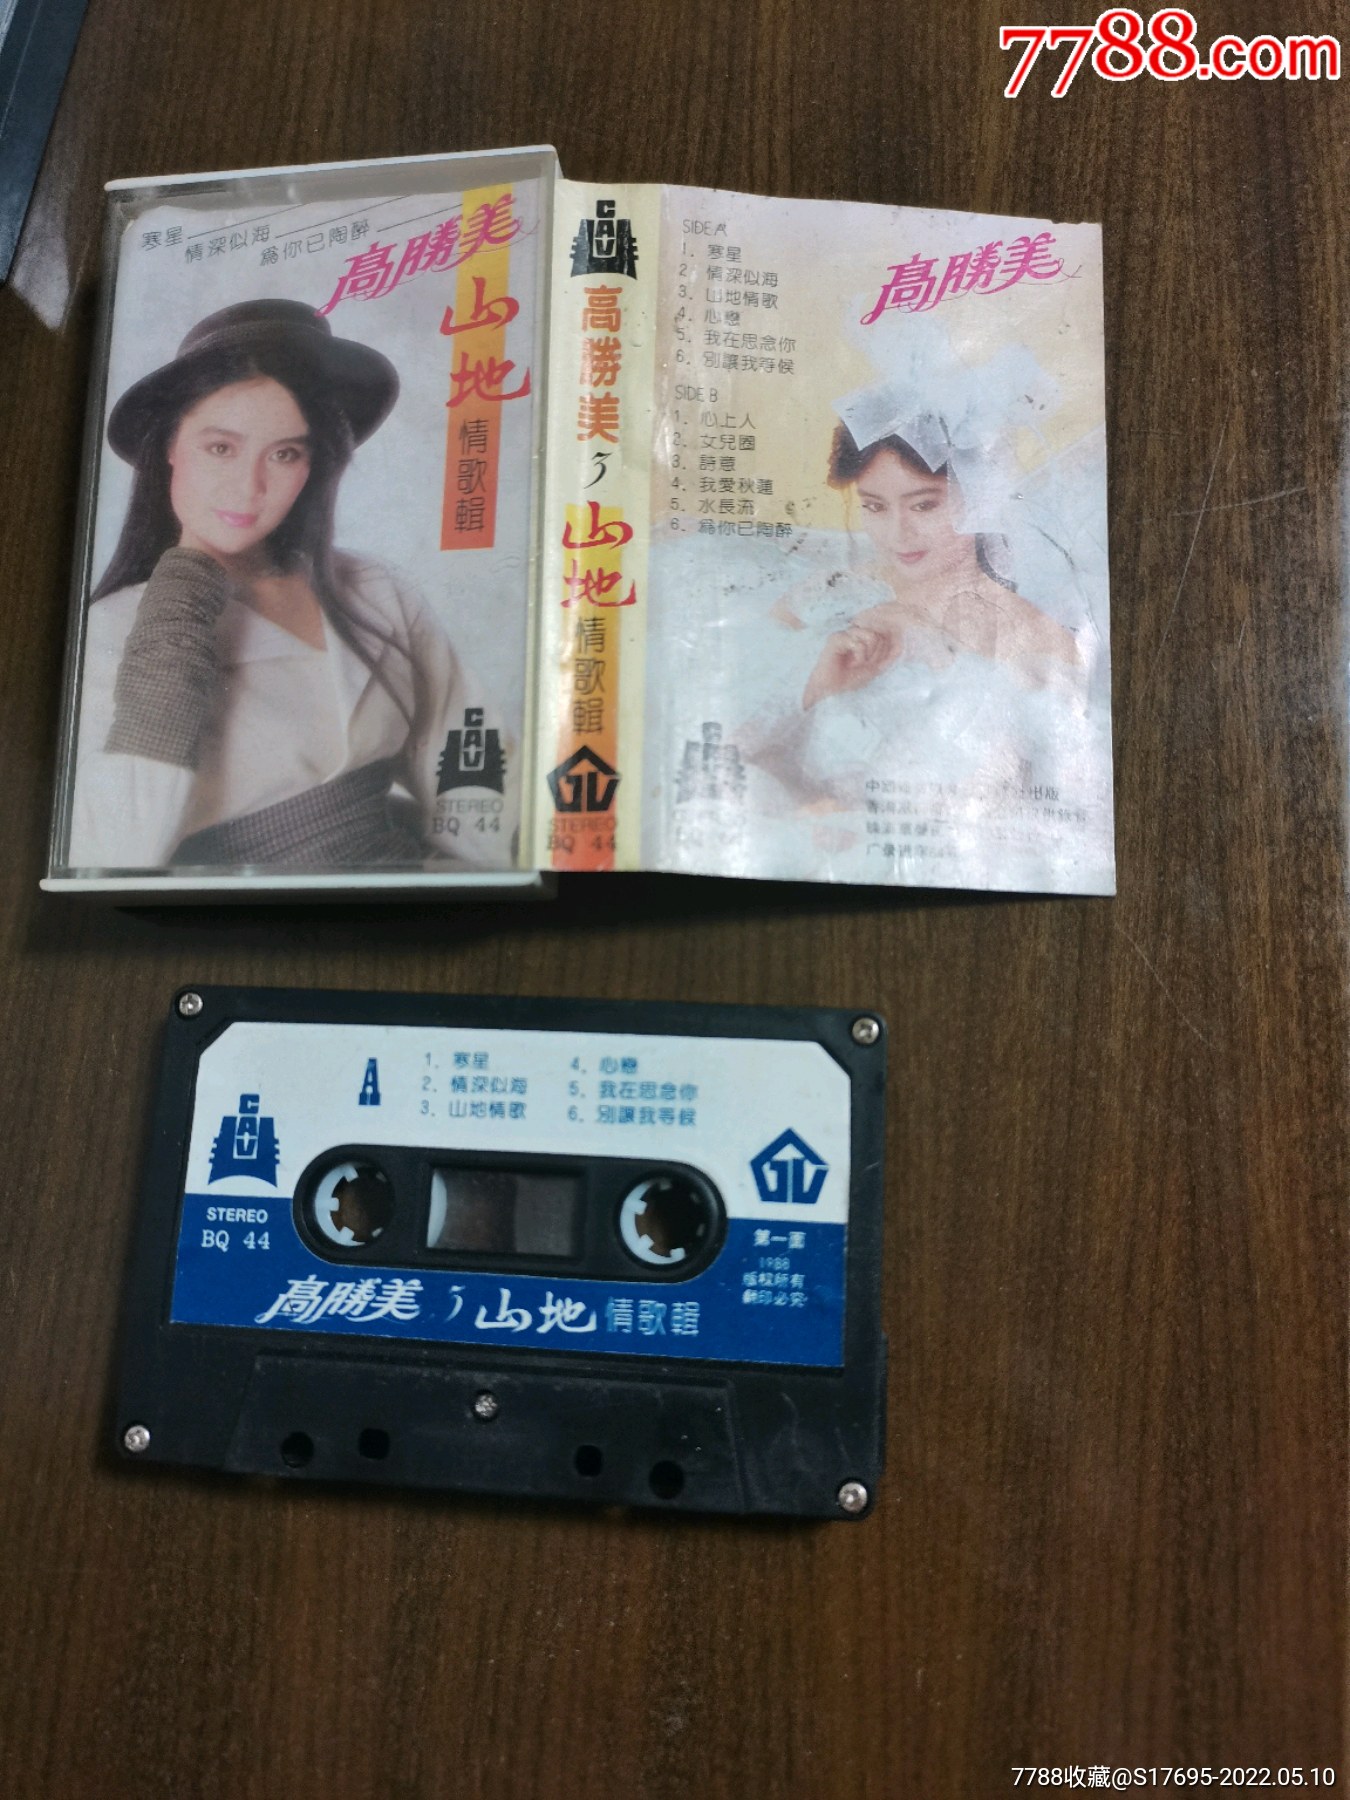 7788.com
寒星
情深似海
為你已陶醉
高勝美
山地
情歌輯
CAV
STEREO
BQ 44
CAV
高勝美
3
山地
情歌輯
STEREO
BQ 44
SIDE A
1. 寒星
2. 情深似海
3. 山地情歌
4. 心戀
5. 我在思念你
6. 別讓我等候
SIDE B
1. 心上人
2. 女兒圈
3. 詩意
4. 我愛秋蓮
5. 水長流
6. 為你已陶醉
高勝美
A
1. 寒星
2. 情深似海
3. 山地情歌
4. 心戀
5. 我在思念你
6. 別讓我等候
CAV
STEREO
BQ 44
第一面
1988
版权所有
翻印必究
高勝美 3 山地 情歌輯
7788收藏@S17695-2022.05.10